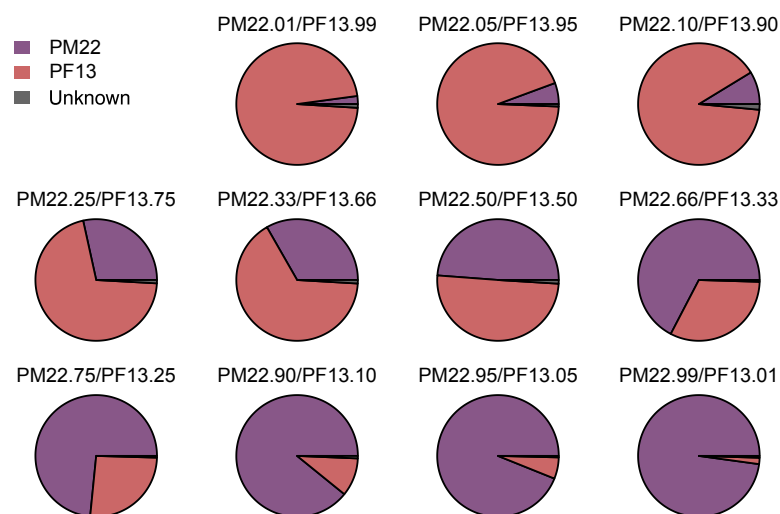 PM22.01/PF13.99 PM22.05/PF13.95 PM22.10/PF13.90
PM22
PF13
Unknown
PM22.25/PF13.75 PM22.33/PF13.66 PM22.50/PF13.50 PM22.66/PF13.33
PM22.75/PF13.25 PM22.90/PF13.10 PM22.95/PF13.05 PM22.99/PF13.01